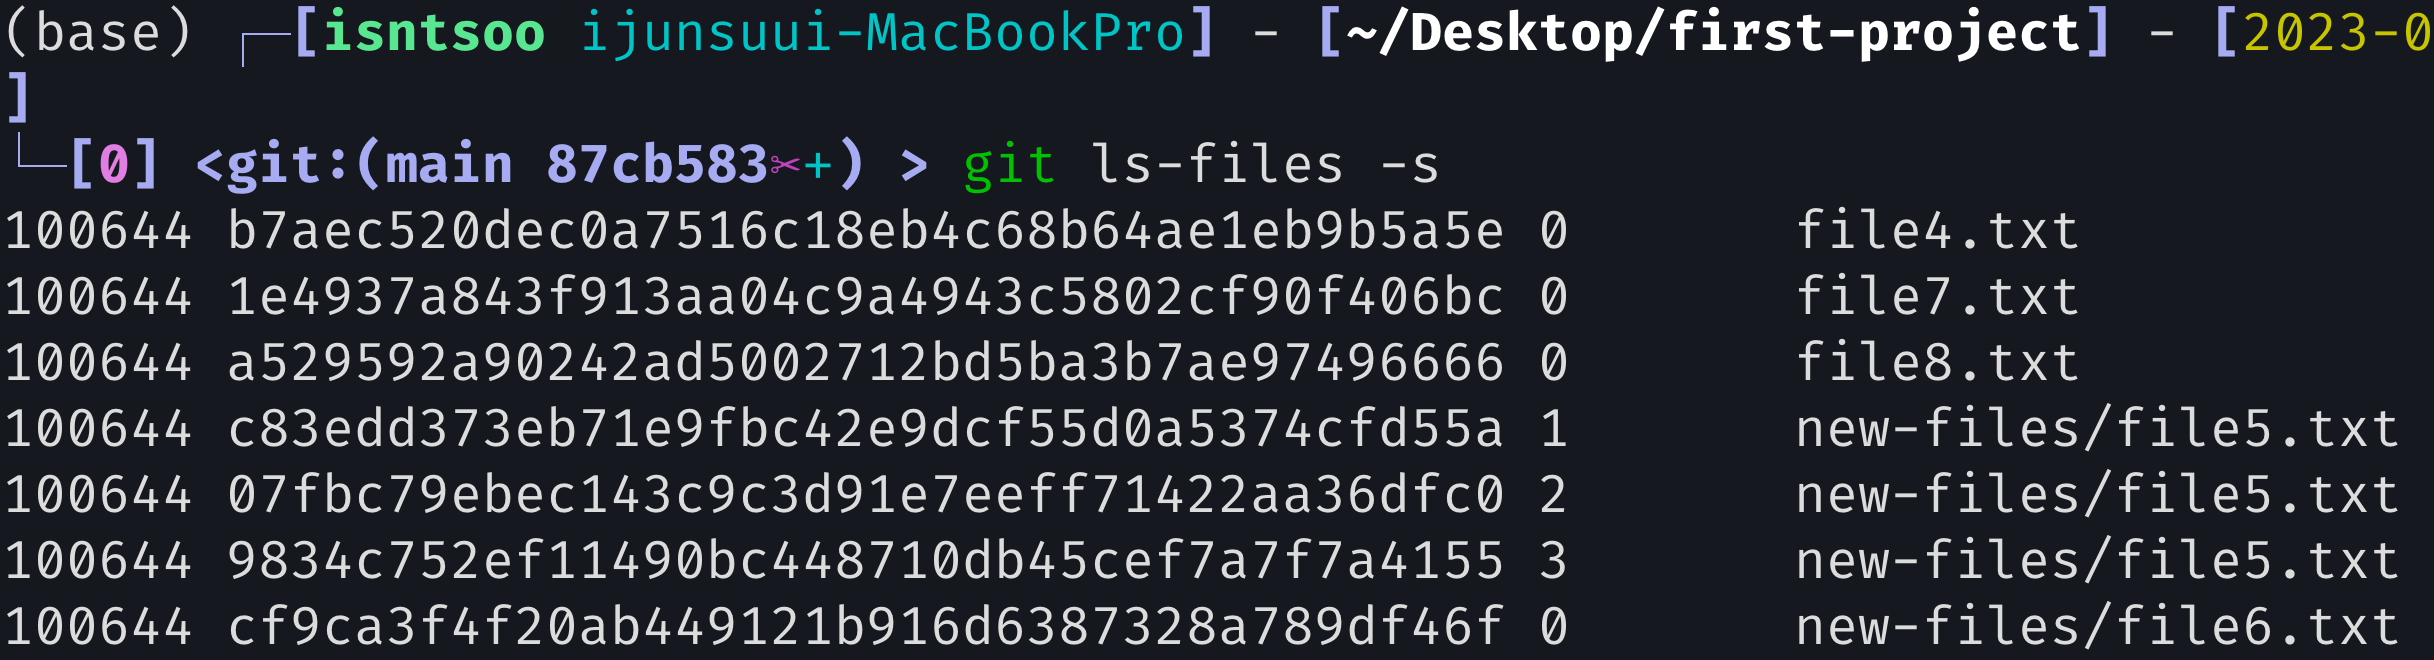 (base) ┌─[isntsoo ijunsuui-MacBookPro] - [~/Desktop/first-project] - [2023-0
]
└─[0] <git:(main 87cb583✂+) > git ls-files -s
100644 b7aec520dec0a7516c18eb4c68b64ae1eb9b5a5e 0	file4.txt
100644 1e4937a843f913aa04c9a4943c5802cf90f406bc 0	file7.txt
100644 a529592a90242ad5002712bd5ba3b7ae97496666 0	file8.txt
100644 c83edd373eb71e9fbc42e9dcf55d0a5374cfd55a 1	new-files/file5.txt
100644 07fbc79ebec143c9c3d91e7eeff71422aa36dfc0 2	new-files/file5.txt
100644 9834c752ef11490bc448710db45cef7a7f7a4155 3	new-files/file5.txt
100644 cf9ca3f4f20ab449121b916d6387328a789df46f 0	new-files/file6.txt